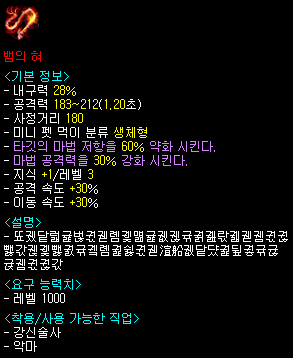 뱀의 혀
<기본 정보>
- 내구력 28%
- 공격력 183~212(1,20초)
- 사정거리 180
- 미니 펫 먹이 분류 생체형
- 타깃의 마법 저항을 60% 약화 시킨다.
- 마법 공격력을 30% 강화 시킨다.
- 지식 +1/레벨 3
- 공격 속도 +30%
- 이동 속도 +30%
<설명>
<요구 능력치>
- 레벨 1000
<착용/사용 가능한 직업>
- 강신술사
- 악마